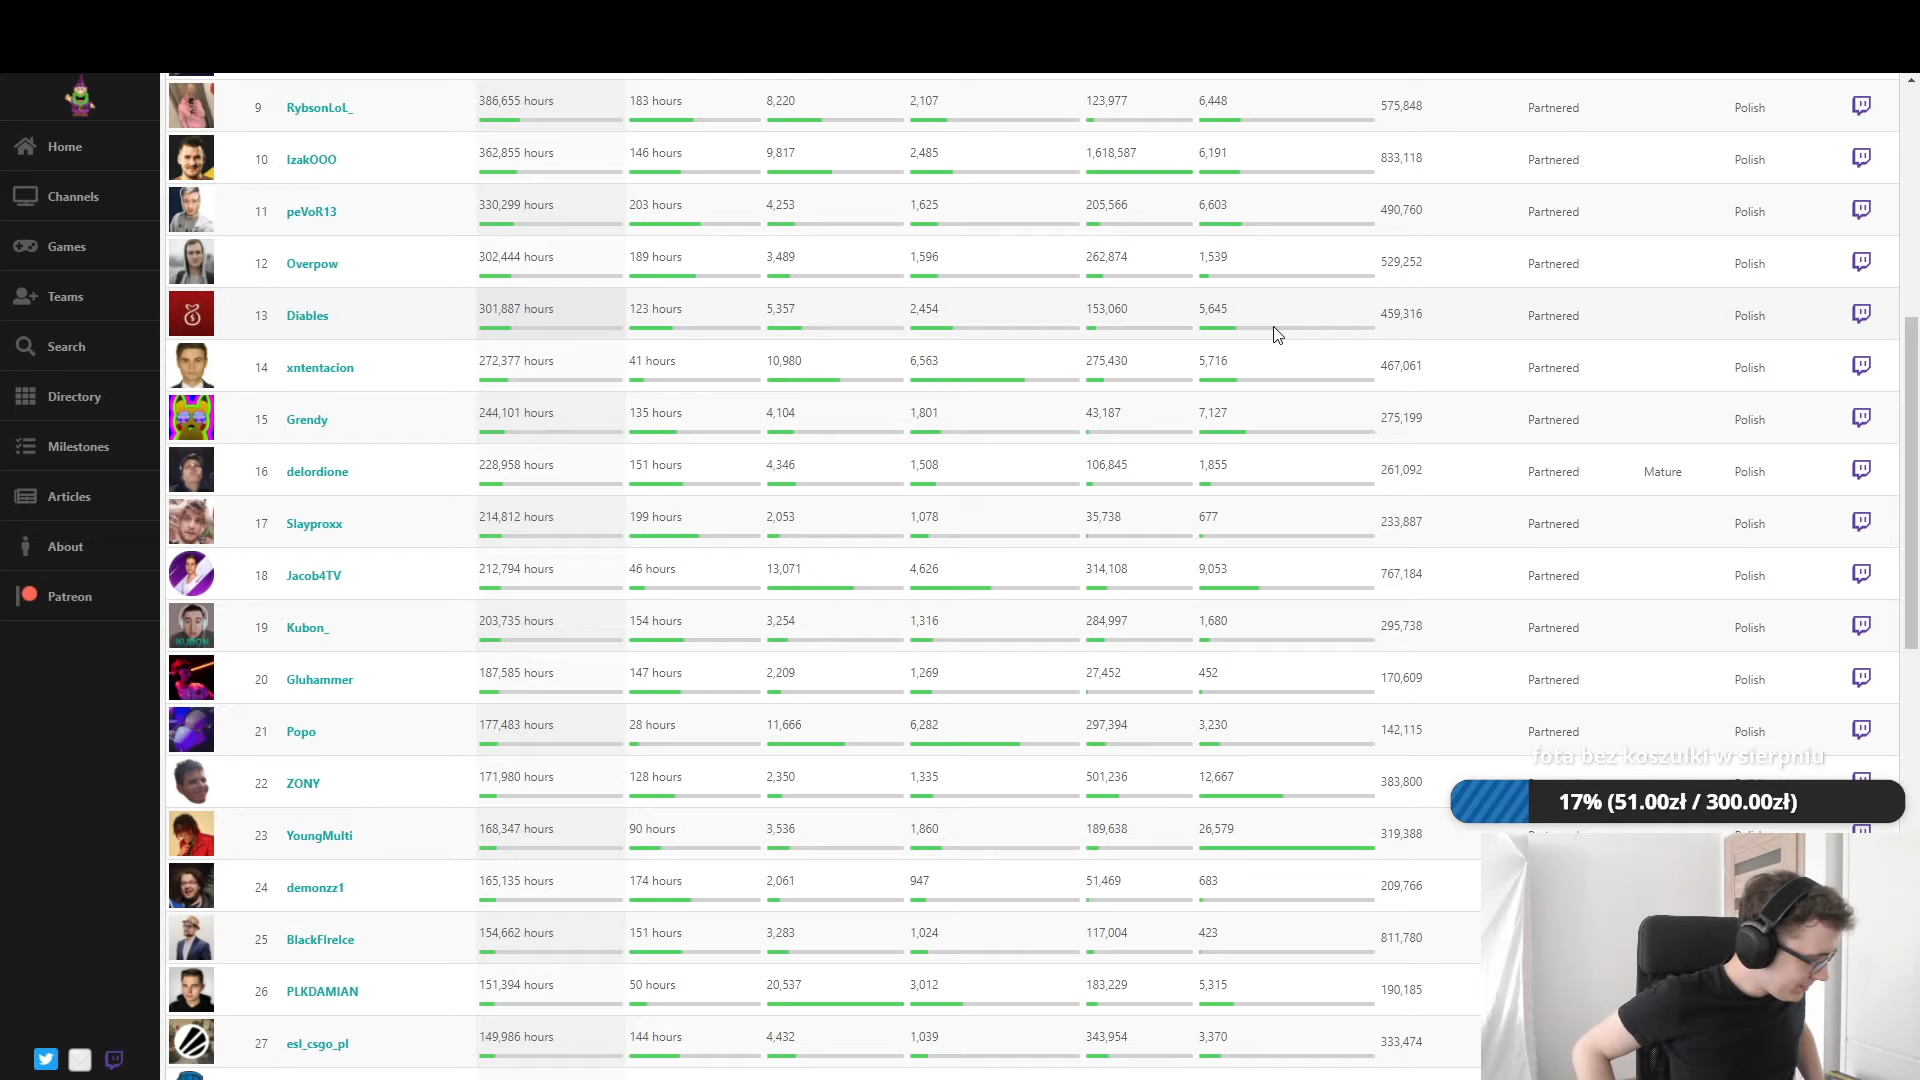 9 RybsonLoL_ 386,655 hours 183 hours 8,220 2,107 123,977 6,448 575,848 Partnered Polish
Home
10 IzakOOO 362,855 hours 146 hours 9,817 2,485 1,618,587 6,191 833,118 Partnered Polish
Channels
11 peVoR13 330,299 hours 203 hours 4,253 1,625 205,566 6,603 490,760 Partnered Polish
Games
12 Overpow 302,444 hours 189 hours 3,489 1,596 262,874 1,539 529,252 Partnered Polish
Teams
13 Diables 301,887 hours 123 hours 5,357 2,454 153,060 5,645 459,316 Partnered Polish
Search
14 xntentacion 272,377 hours 41 hours 10,980 6,563 275,430 5,716 467,061 Partnered Polish
Directory
15 Grendy 244,101 hours 135 hours 4,104 1,801 43,187 7,127 275,199 Partnered Polish
Milestones
16 delordione 228,958 hours 151 hours 4,346 1,508 106,845 1,855 261,092 Partnered Mature Polish
Articles
17 Slayproxx 214,812 hours 199 hours 2,053 1,078 35,738 677 233,887 Partnered Polish
About
18 Jacob4TV 212,794 hours 46 hours 13,071 4,626 314,108 9,053 767,184 Partnered Polish
Patreon
19 Kubon_ 203,735 hours 154 hours 3,254 1,316 284,997 1,680 295,738 Partnered Polish
KUBON
20 Gluhammer 187,585 hours 147 hours 2,209 1,269 27,452 452 170,609 Partnered Polish
21 Popo 177,483 hours 28 hours 11,666 6,282 297,394 3,230 142,115 Partnered Polish
fota bez koszulki w sierpniu
22 ZONY 171,980 hours 128 hours 2,350 1,335 501,236 12,667 383,800
17% (51.00zł / 300.00zł)
23 YoungMulti 168,347 hours 90 hours 3,536 1,860 189,638 26,579 319,388
24 demonzz1 165,135 hours 174 hours 2,061 947 51,469 683 209,766
25 BlackFIreIce 154,662 hours 151 hours 3,283 1,024 117,004 423 811,780
26 PLKDAMIAN 151,394 hours 50 hours 20,537 3,012 183,229 5,315 190,185
27 esl_csgo_pl 149,986 hours 144 hours 4,432 1,039 343,954 3,370 333,474